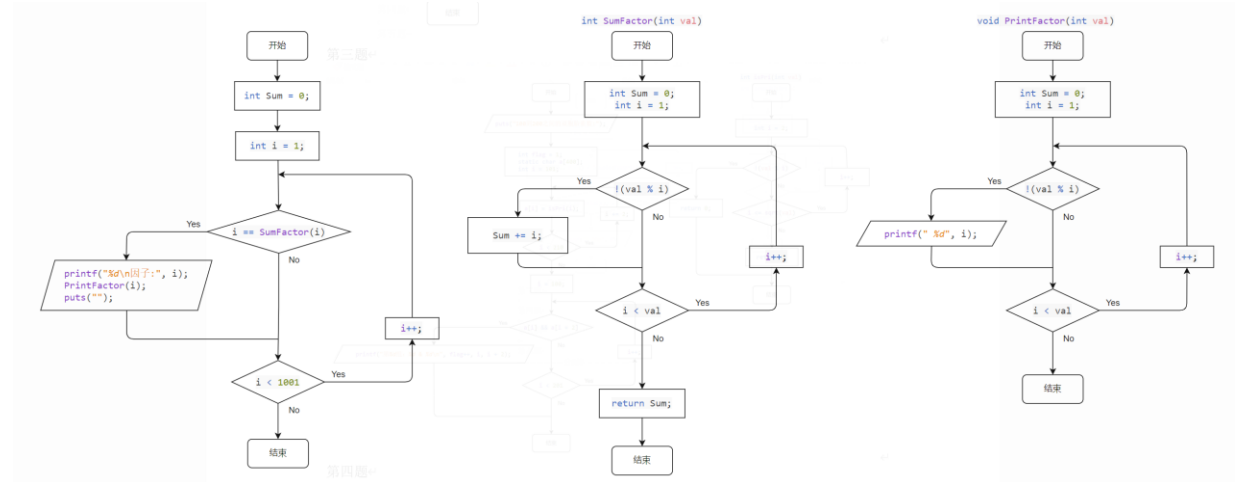 开始
int Sum = 0;
int i = 1;
i == SumFactor(i)
Yes
No
printf("%d\n因子:", i);
PrintFactor(i);
puts("");
i++;
i < 1001
Yes
No
结束
第三题
第四题
结束
int SumFactor(int val)
开始
int Sum = 0;
int i = 1;
!(val % i)
Yes
No
Sum += i;
i++;
i < val
Yes
No
return Sum;
结束
void PrintFactor(int val)
开始
int Sum = 0;
int i = 1;
!(val % i)
Yes
No
printf(" %d", i);
i++;
i < val
Yes
No
结束